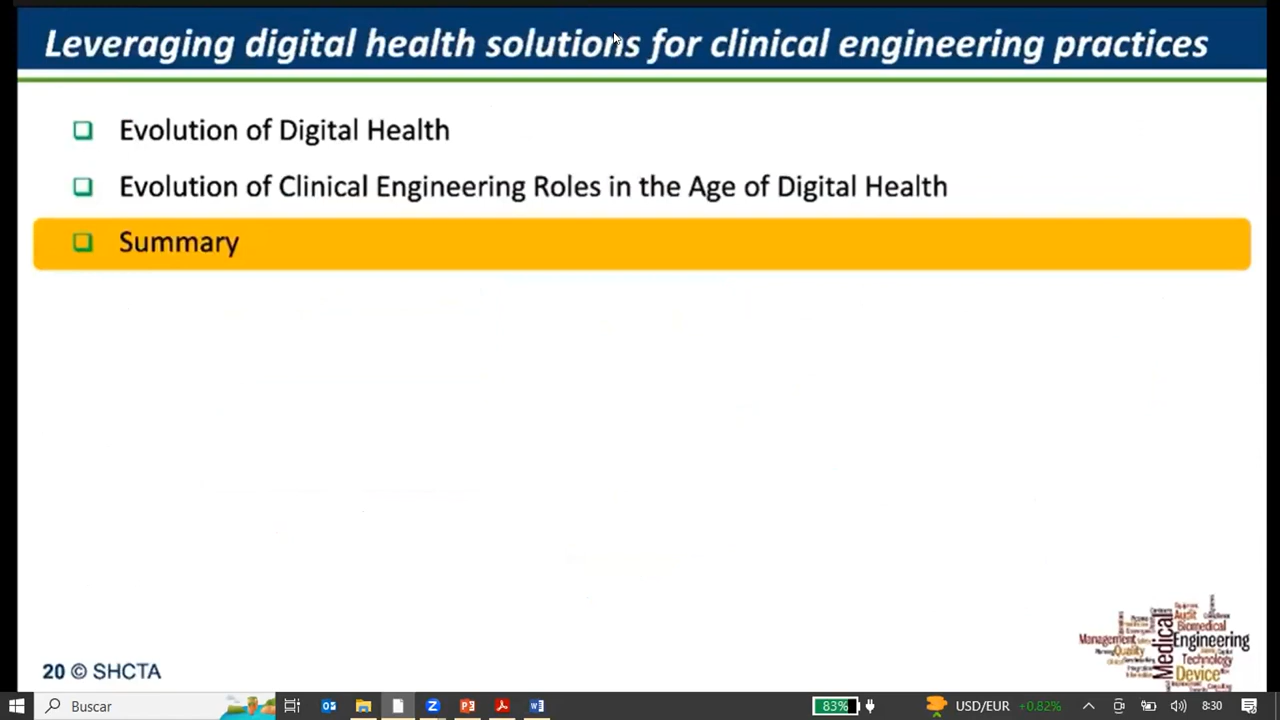 Leveraging digital health solutions for clinical engineering practices
Evolution of Digital Health
Evolution of Clinical Engineering Roles in the Age of Digital Health
Summary
20 © SHCTA
Audit
Biomedical
Management
Medical
Engineering
Quality
Technology
Device
Buscar
83%
USD/EUR +0.82%
8:30